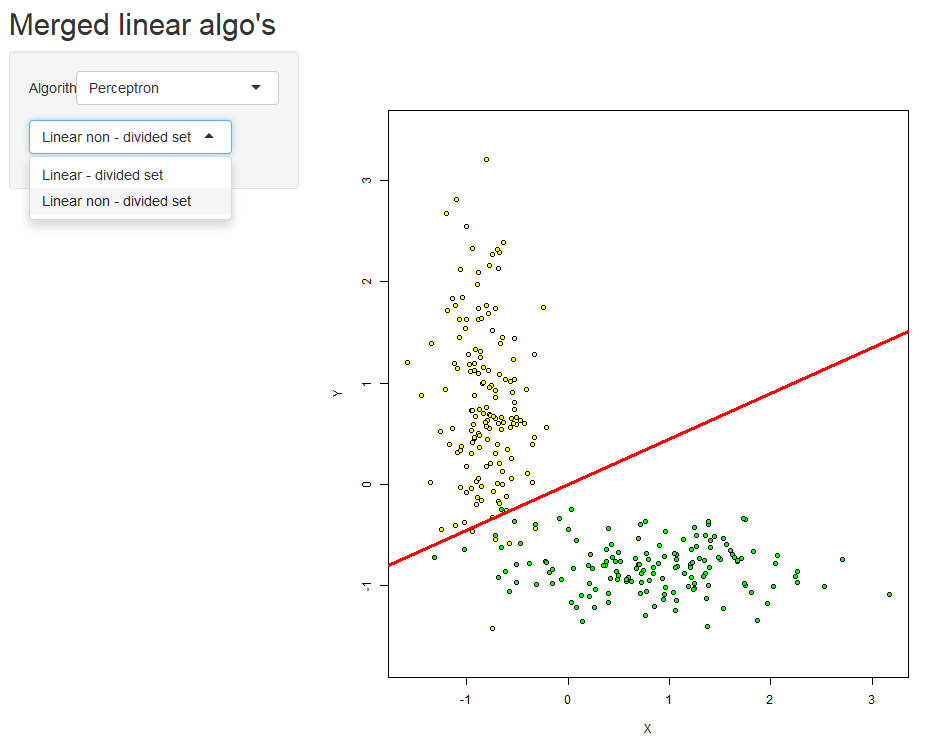 Merged linear algo's
Algorith
Perceptron
Linear non - divided set
Linear - divided set
Linear non - divided set
3
2
1
0
-1
Y
-1
0
1
2
3
X